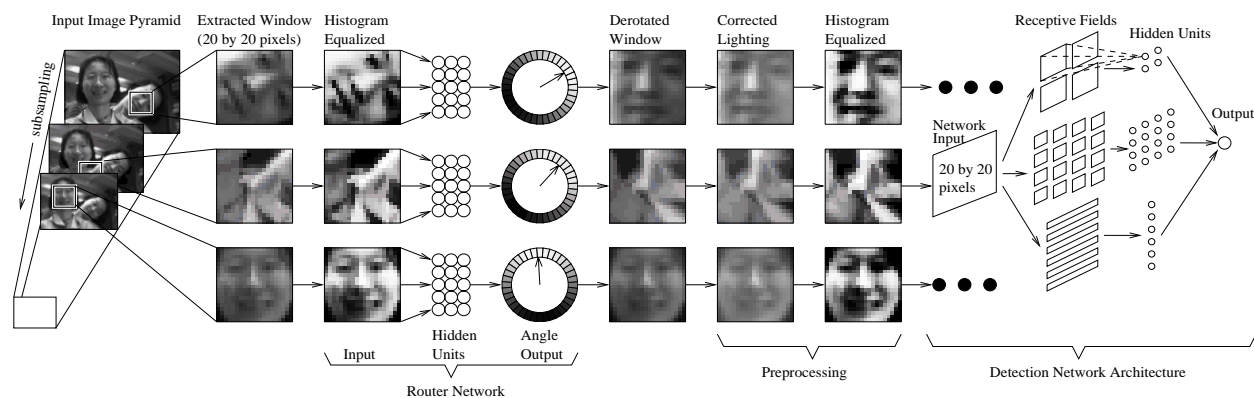 Input Image Pyramid
Extracted Window
(20 by 20 pixels)
Histogram
Equalized
Derotated
Window
Corrected
Lighting
Histogram
Equalized
Receptive Fields
Hidden Units
subsampling
Network
Input
20 by 20
pixels
Output
Input
Hidden
Units
Angle
Output
Router Network
Preprocessing
Detection Network Architecture